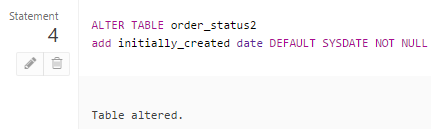 Statement
4
ALTER TABLE order_status2
add initially_created date DEFAULT SYSDATE NOT NULL
Table altered.